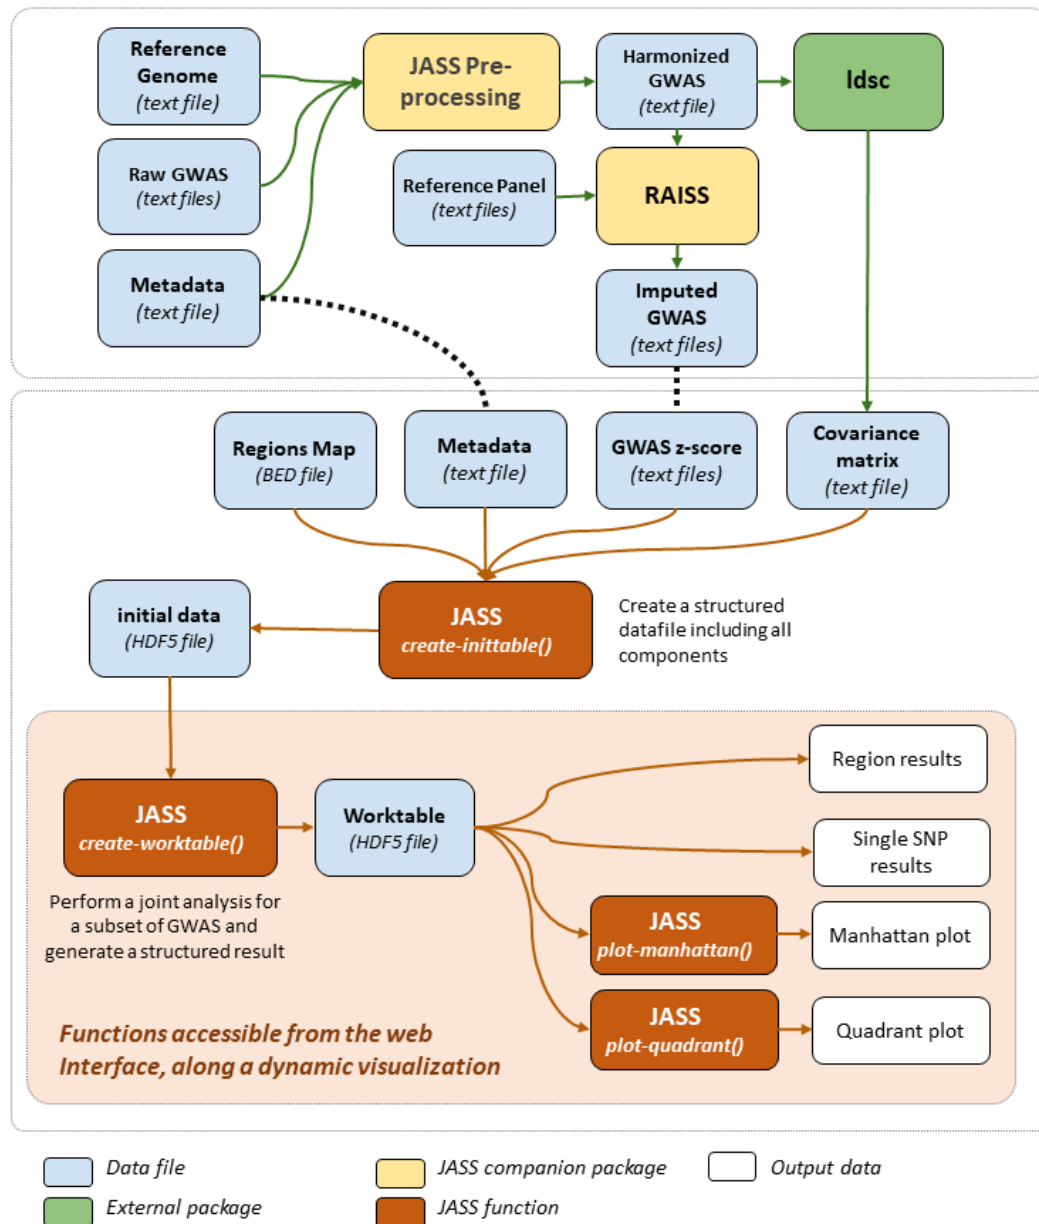 Reference
Genome
(text file)
JASS Pre-
processing
Harmonized
GWAS
(text file)
ldsc
Raw GWAS
(text files)
Reference Panel
(text files)
RAISS
Metadata
(text file)
Imputed
GWAS
(text files)
Regions Map
(BED file)
Metadata
(text file)
GWAS z-score
(text files)
Covariance
matrix
(text file)
initial data
(HDF5 file)
JASS
create-inittable()
Create a structured
datafile including all
components
Region results
JASS
create-worktable()
Worktable
(HDF5 file)
Single SNP
results
Perform a joint analysis for
a subset of GWAS and
generate a structured result
JASS
plot-manhattan()
Manhattan plot
JASS
plot-quadrant()
Quadrant plot
Functions accessible from the web
Interface, along a dynamic visualization
Data file
JASS companion package
Output data
External package
JASS function